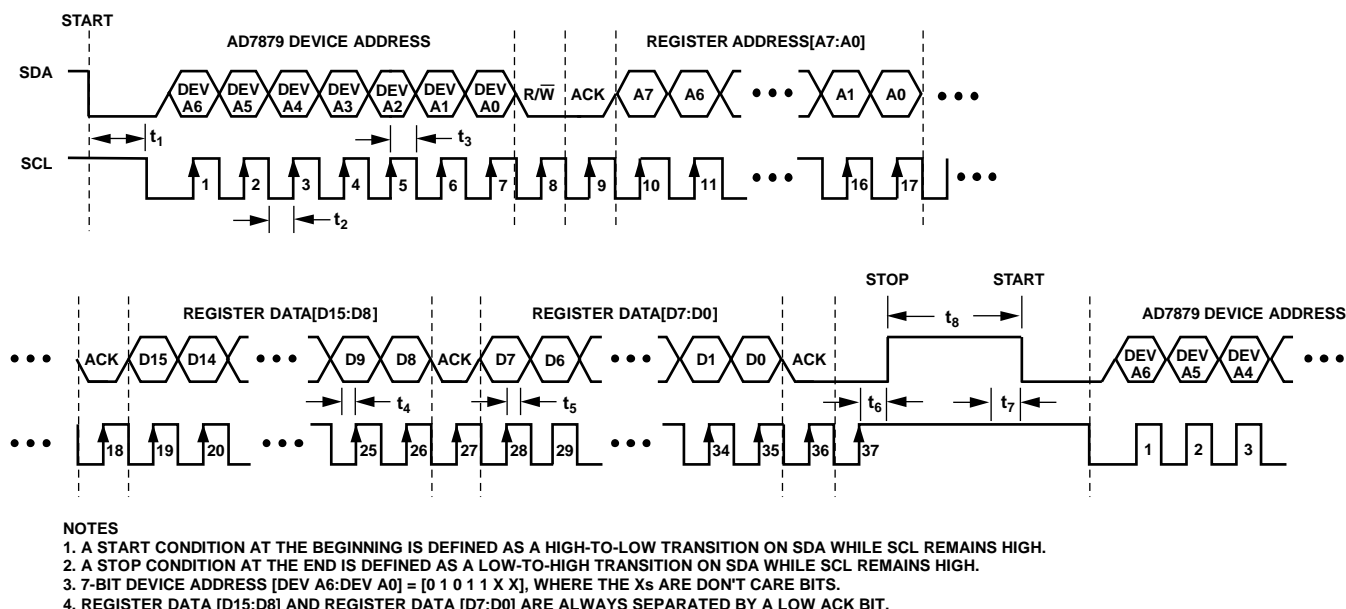 START
AD7879 DEVICE ADDRESS REGISTER ADDRESS[A7:A0]
SDA DEV A6 DEV A5 DEV A4 DEV A3 DEV A2 DEV A1 DEV A0 R/W̅ ACK A7 A6 ••• A1 A0 •••
t1 t3
SCL 1 2 3 4 5 6 7 8 9 10 11 ••• 16 17 •••
t2
STOP START
REGISTER DATA[D15:D8] REGISTER DATA[D7:D0] t8 AD7879 DEVICE ADDRESS
••• ACK D15 D14 ••• D9 D8 ACK D7 D6 ••• D1 D0 ACK DEV A6 DEV A5 DEV A4 •••
t4 t5 t6 t7
••• 18 19 20 ••• 25 26 27 28 29 ••• 34 35 36 37 1 2 3
NOTES
1. A START CONDITION AT THE BEGINNING IS DEFINED AS A HIGH-TO-LOW TRANSITION ON SDA WHILE SCL REMAINS HIGH.
2. A STOP CONDITION AT THE END IS DEFINED AS A LOW-TO-HIGH TRANSITION ON SDA WHILE SCL REMAINS HIGH.
3. 7-BIT DEVICE ADDRESS [DEV A6:DEV A0] = [0 1 0 1 1 X X], WHERE THE Xs ARE DON'T CARE BITS.
4. REGISTER DATA [D15:D8] AND REGISTER DATA [D7:D0] ARE ALWAYS SEPARATED BY A LOW ACK BIT.